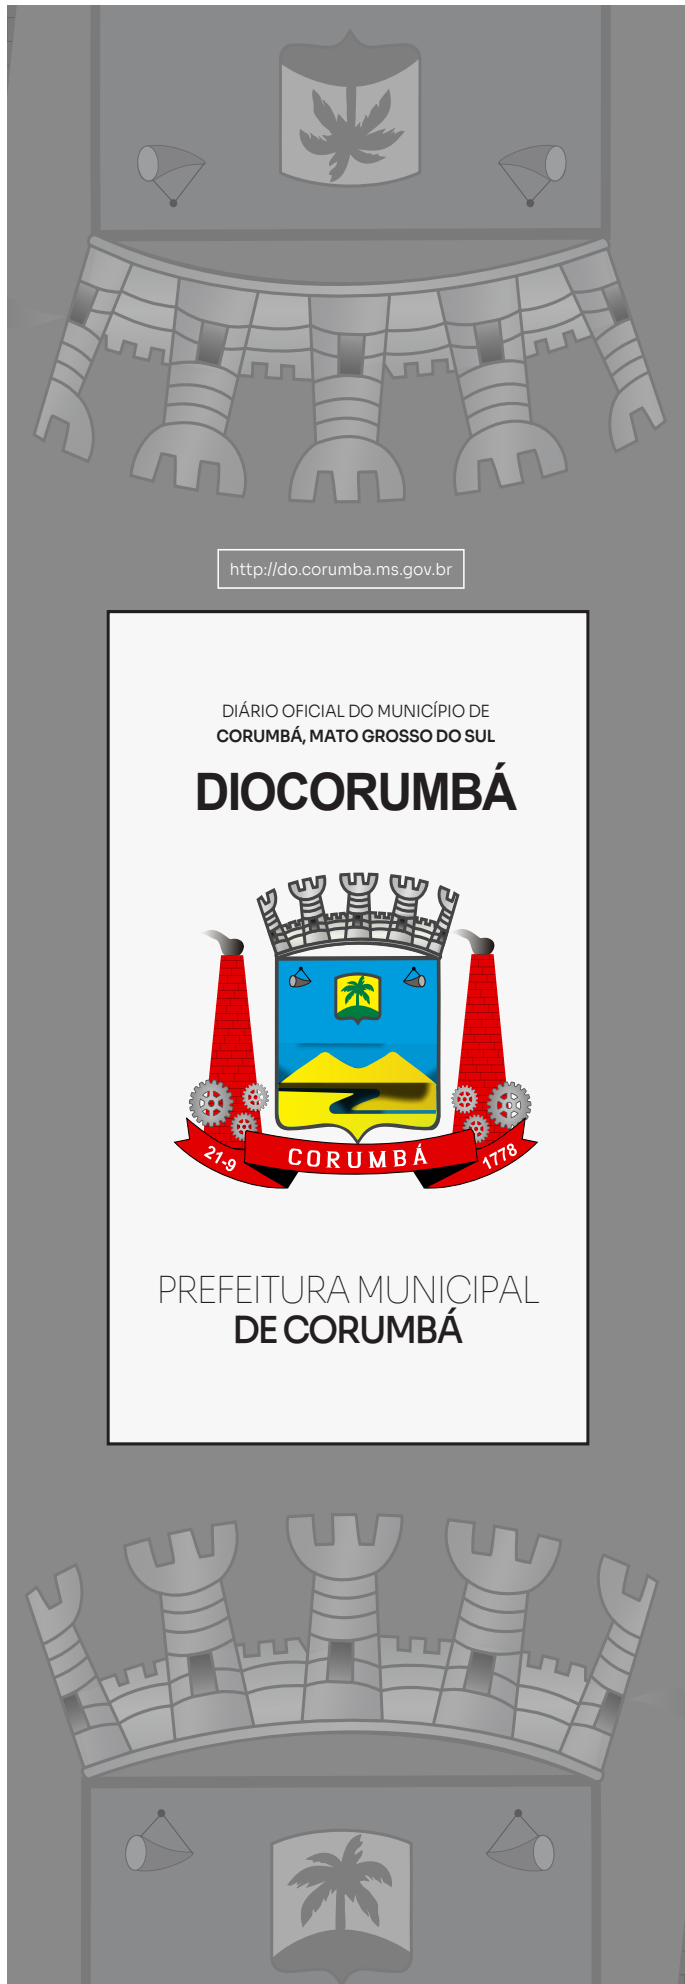 http://do.corumba.ms.gov.br
DIÁRIO OFICIAL DO MUNICÍPIO DE
CORUMBÁ, MATO GROSSO DO SUL
DIOCORUMBÁ
21-9
CORUMBÁ
1778
PREFEITURA MUNICIPAL
DE CORUMBÁ